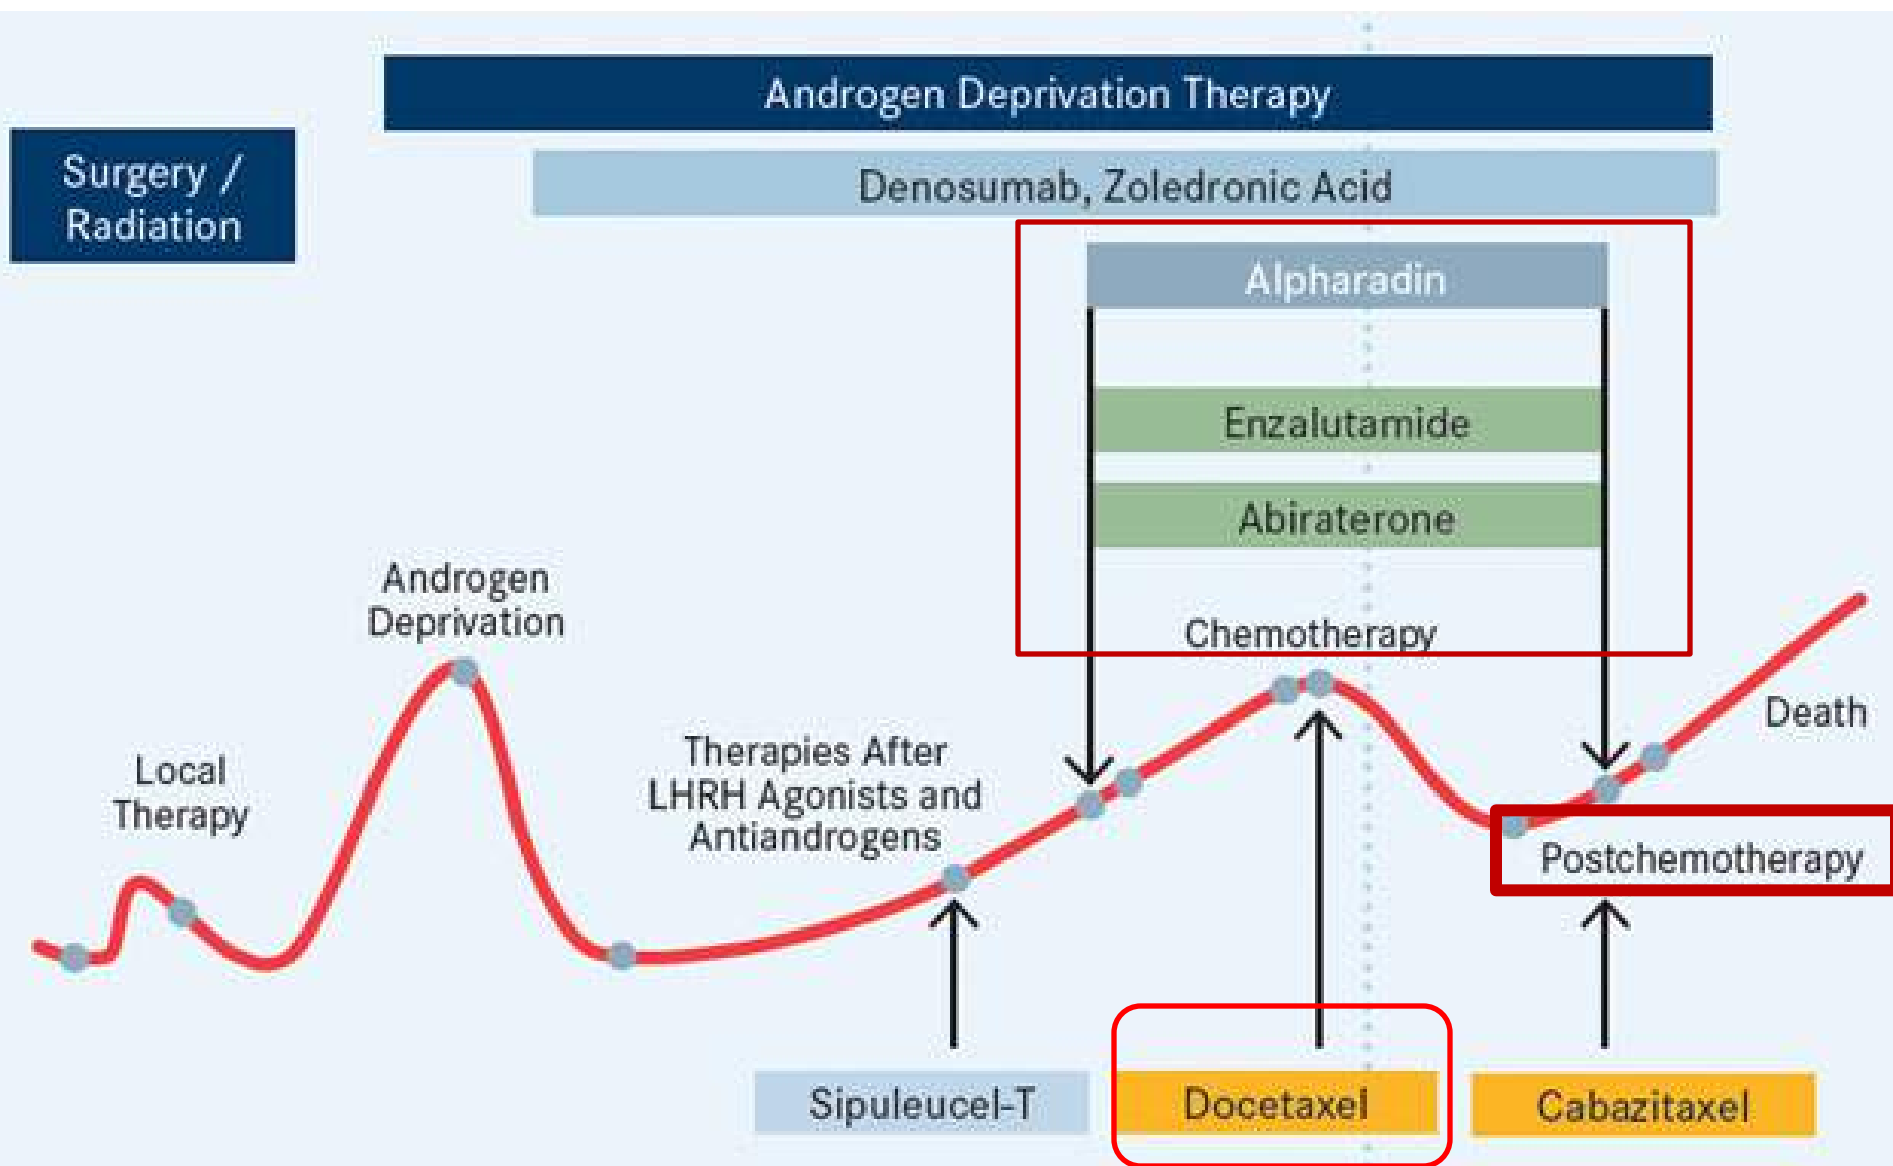 Androgen Deprivation Therapy
Surgery /
Radiation
Denosumab, Zoledronic Acid
Alpharadin
Enzalutamide
Abiraterone
Androgen
Deprivation
Chemotherapy
Local
Therapy
Therapies After
LHRH Agonists and
Antiandrogens
Death
Postchemotherapy
Sipuleucel-T
Docetaxel
Cabazitaxel